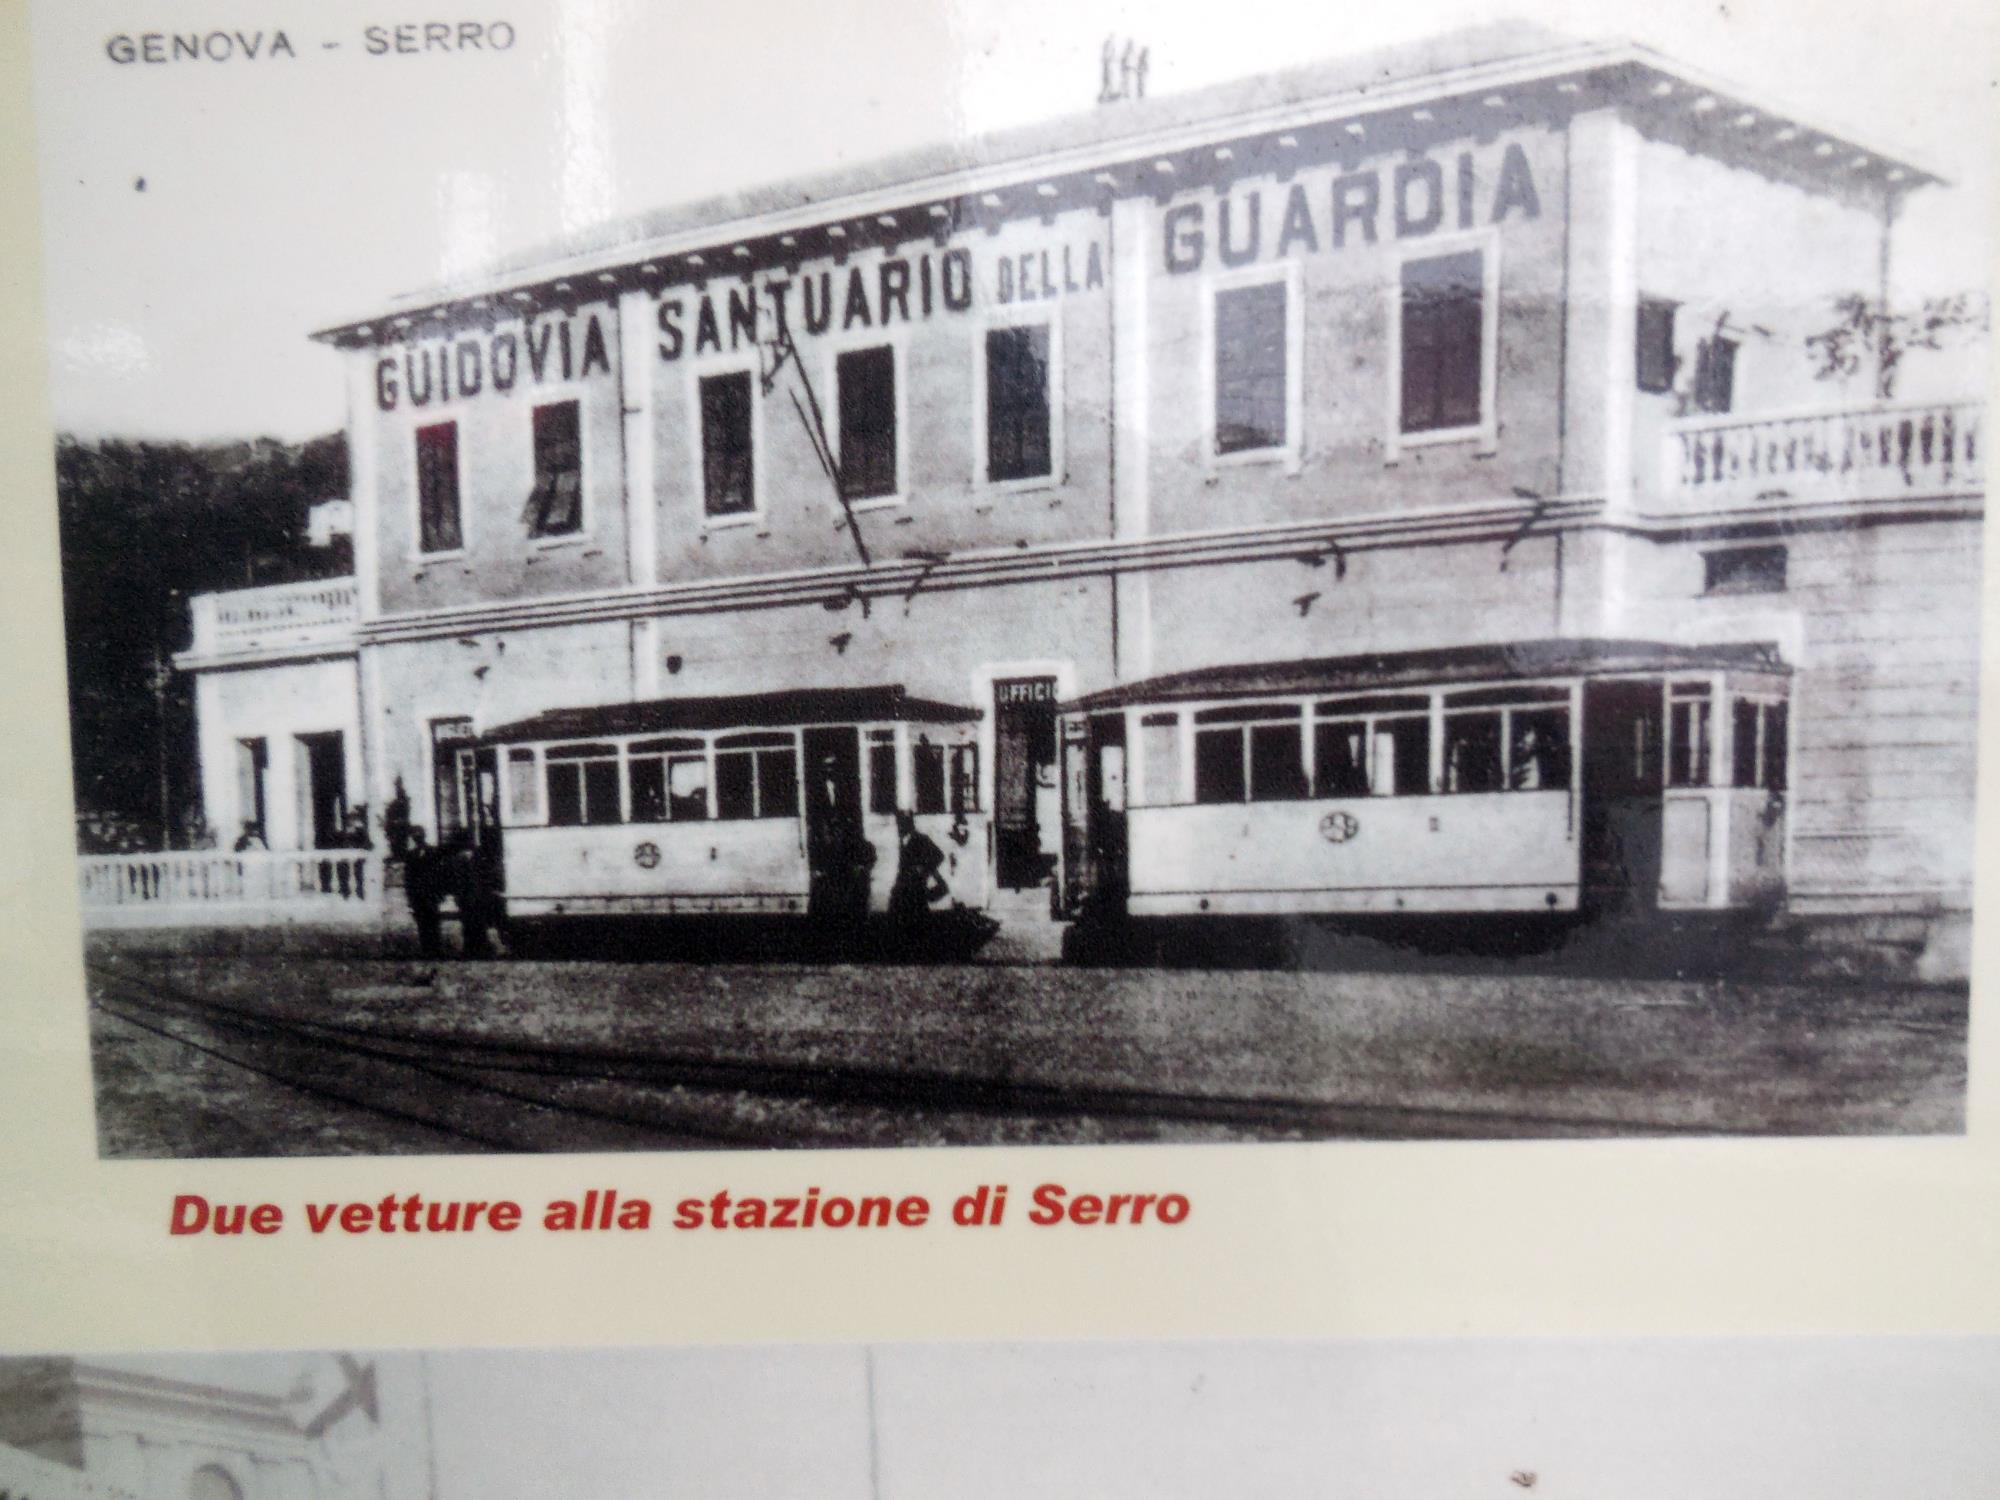 GENOVA - SERRO
GUIDOVIA SANTUARIO DELLA GUARDIA
UFFICIO
Due vetture alla stazione di Serro